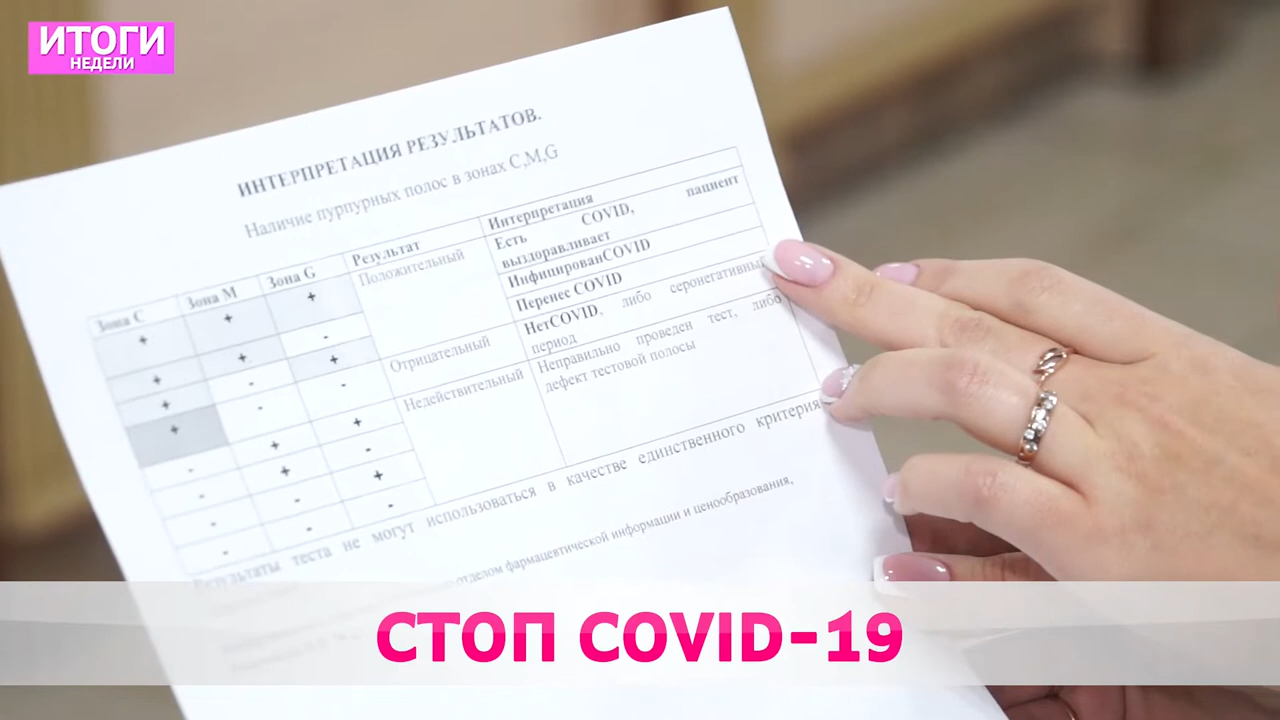 ИТОГИ
НЕДЕЛИ
ИНТЕРПРЕТАЦИЯ РЕЗУЛЬТАТОВ.
Наличие пурпурных полос в зонах С,М,G
Зона С Зона М Зона G Результат Интерпретация
+ + + Положительный Есть COVID, пациент
выздоравливает
+ + - ИнфицированCOVID
+ - + Перенес COVID
+ - - Отрицательный НетCOVID, либо серонегативный
период
- + + Недействительный Неправильно проведен тест, либо
дефект тестовой полосы
- + -
- - +
- - -
Результаты теста не могут использоваться в качестве единственного критерия
отделом фармацевтической информации и ценообразования,
СТОП COVID-19